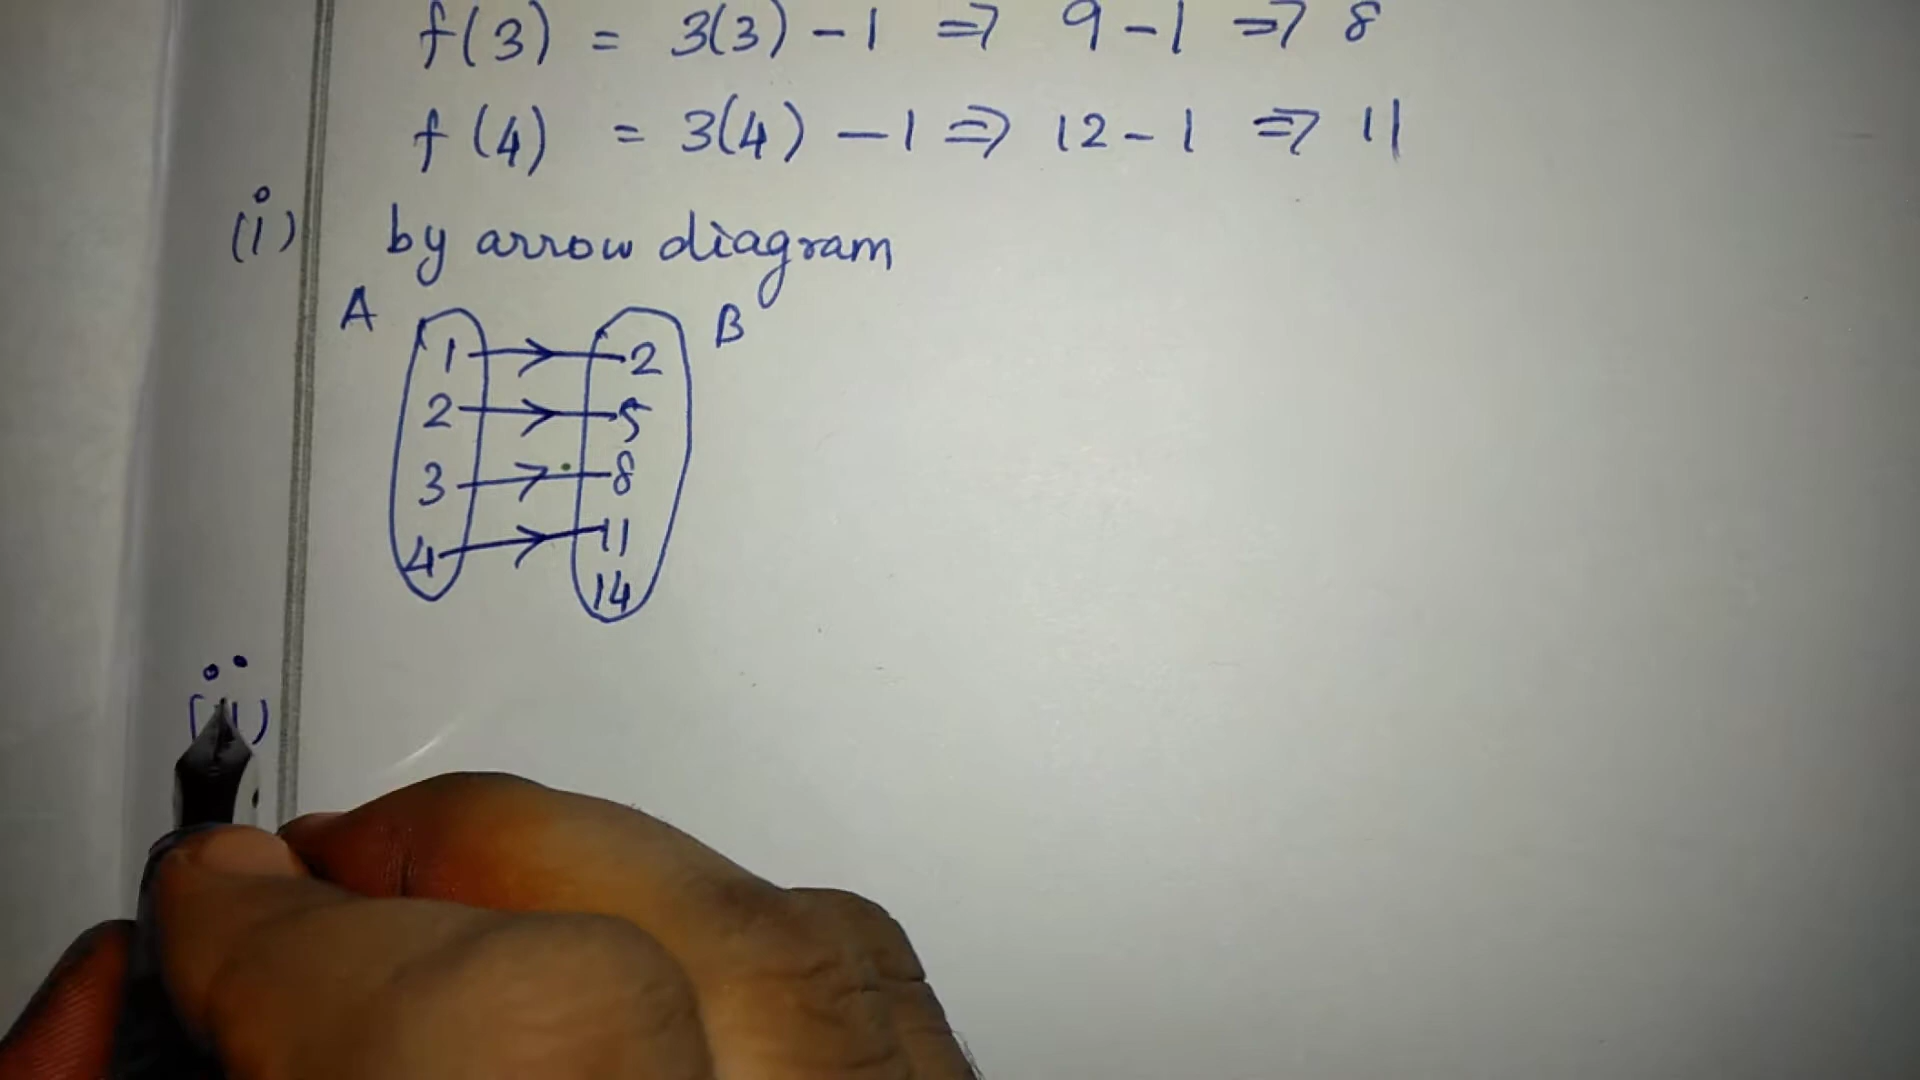 f(3) = 3(3) - 1 ⇒ 9 - 1 ⇒ 8
f(4) = 3(4) - 1 ⇒ 12 - 1 ⇒ 11
(i) by arrow diagram
A B
1 2
2 5
3 8
4 11
14
(ii)